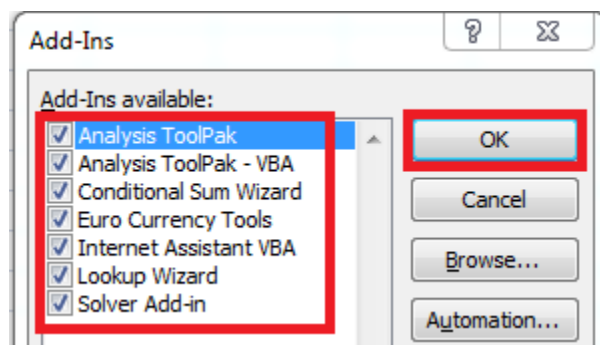 Add-Ins
Add-Ins available:
Analysis ToolPak
Analysis ToolPak - VBA
Conditional Sum Wizard
Euro Currency Tools
Internet Assistant VBA
Lookup Wizard
Solver Add-in
OK
Cancel
Browse...
Automation...